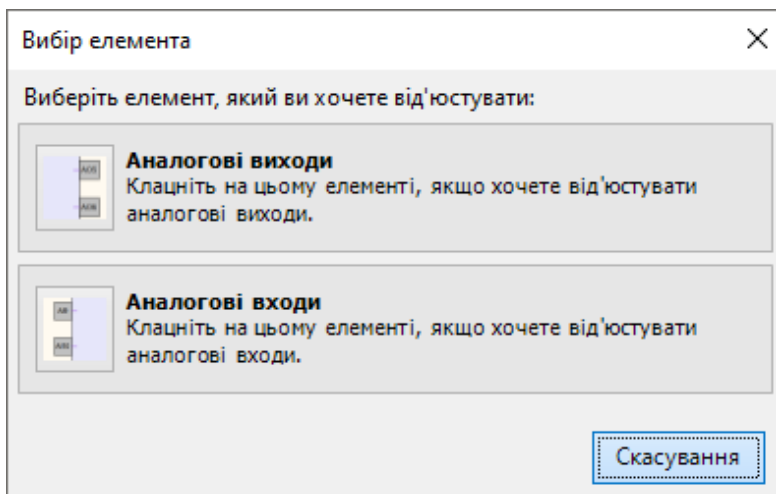 Вибір елемента
Виберіть елемент, який ви хочете від'юстувати:
Аналогові виходи
Клацніть на цьому елементі, якщо хочете від'юстувати
аналогові виходи.
Аналогові входи
Клацніть на цьому елементі, якщо хочете від'юстувати
аналогові входи.
Скасування